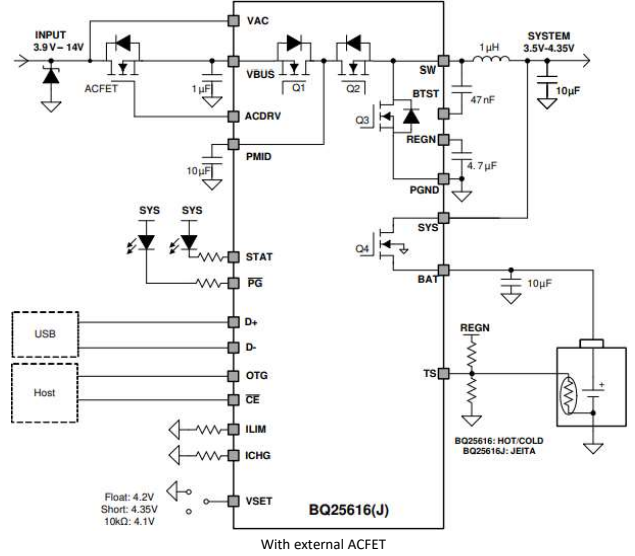 INPUT
3.9V – 14V
VAC
SYSTEM
3.5V-4.35V
1 µH
ACFET
1µF
VBUS
Q1
Q2
SW
BTST
47nF
10µF
ACDRV
Q3
REGN
PMID
10µF
4.7µF
PGND
SYS
SYS
SYS
Q4
STAT
PG
BAT
10µF
D+
USB
D-
REGN
OTG
TS
Host
CE
ILIM
BQ25616: HOT/COLD
BQ25616J: JEITA
ICHG
Float: 4.2V
Short: 4.35V
10kΩ: 4.1V
VSET
BQ25616(J)
+
With external ACFET